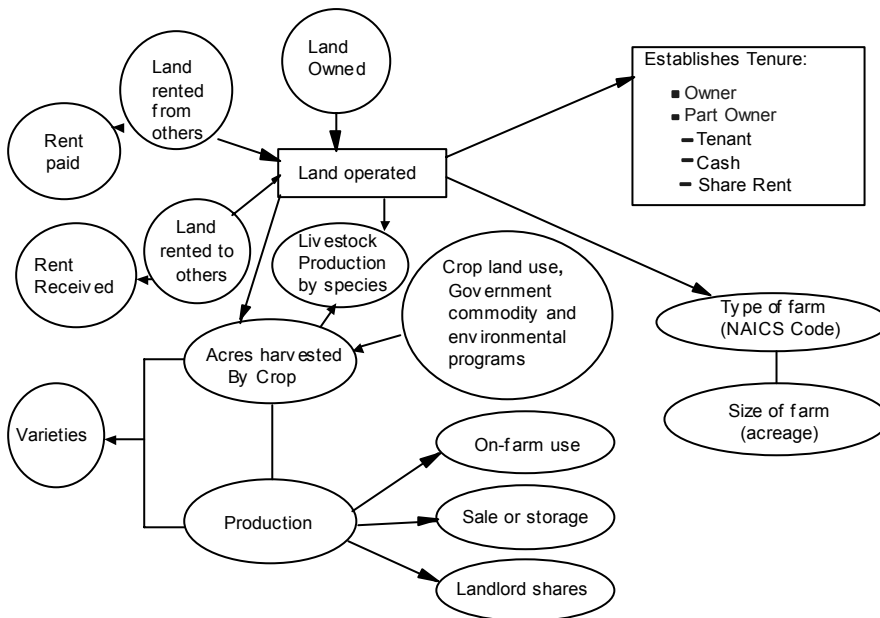 Land
Owned
Land
rented
from
others
Rent
paid
Land operated
Establishes Tenure:
Owner
Part Owner
Tenant
Cash
Share Rent
Land
rented to
others
Rent
Received
Livestock
Production
by species
Crop land use,
Government
commodity and
environmental
programs
Type of farm
(NAICS Code)
Acres harvested
By Crop
Size of farm
(acreage)
Varieties
On-farm use
Production
Sale or storage
Landlord shares